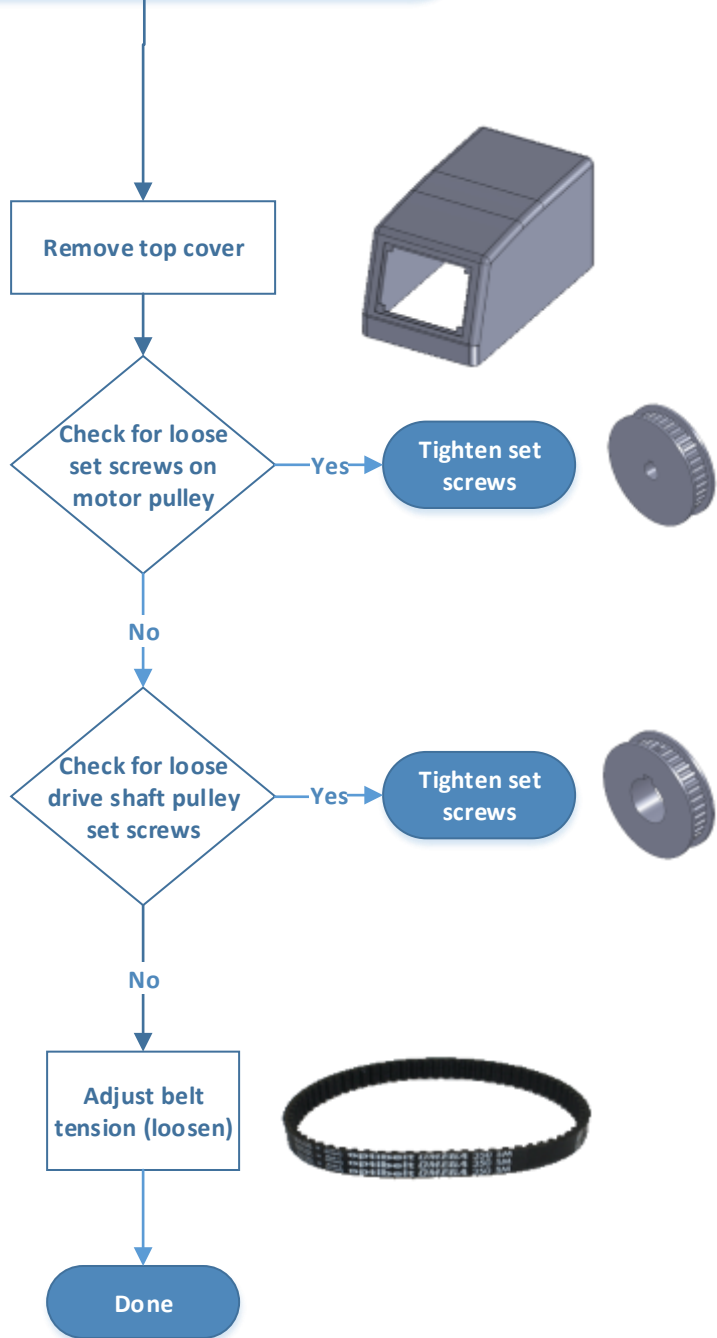 Remove top cover
Check for loose
set screws on
motor pulley
Yes
Tighten set
screws
No
Check for loose
drive shaft pulley
set screws
Yes
Tighten set
screws
No
Adjust belt
tension (loosen)
Done